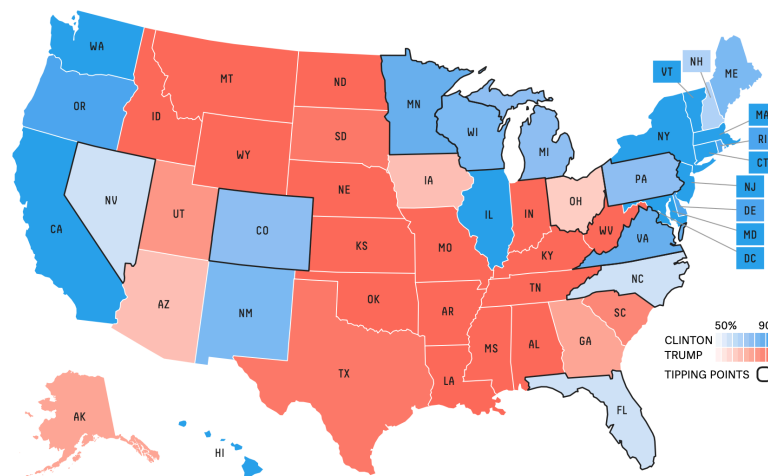 WA
MT
ND
MN
VT
NH
ME
OR
ID
SD
WI
MI
NY
MA
RI
CT
WY
IA
NE
PA
NJ
NV
UT
CO
IL
IN
OH
DE
MD
DC
CA
KS
MO
KY
WV
VA
AZ
NM
OK
AR
TN
NC
SC
MS
AL
GA
TX
LA
FL
AK
HI
50% 90
CLINTON
TRUMP
TIPPING POINTS